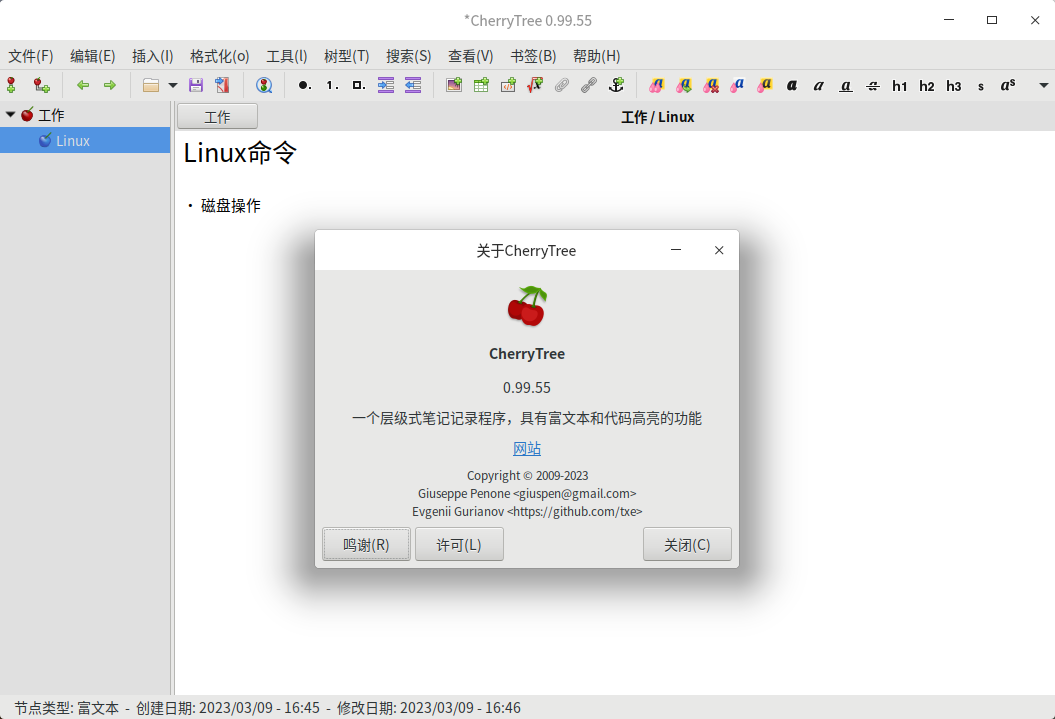 *CherryTree 0.99.55
文件(F) 编辑(E) 插入(I) 格式化(o) 工具(I) 树型(T) 搜索(S) 查看(V) 书签(B) 帮助(H)
1. a a a a a a a a a a h1 h2 h3 s as
工作
Linux
工作
工作 / Linux
Linux命令
• 磁盘操作
关于CherryTree
CherryTree
0.99.55
一个层级式笔记记录程序，具有富文本和代码高亮的功能
网站
Copyright © 2009-2023
Giuseppe Penone <giuspen@gmail.com>
Evgenii Gurianov <https://github.com/txe>
鸣谢(R) 许可(L) 关闭(C)
节点类型: 富文本 - 创建日期: 2023/03/09 - 16:45 - 修改日期: 2023/03/09 - 16:46